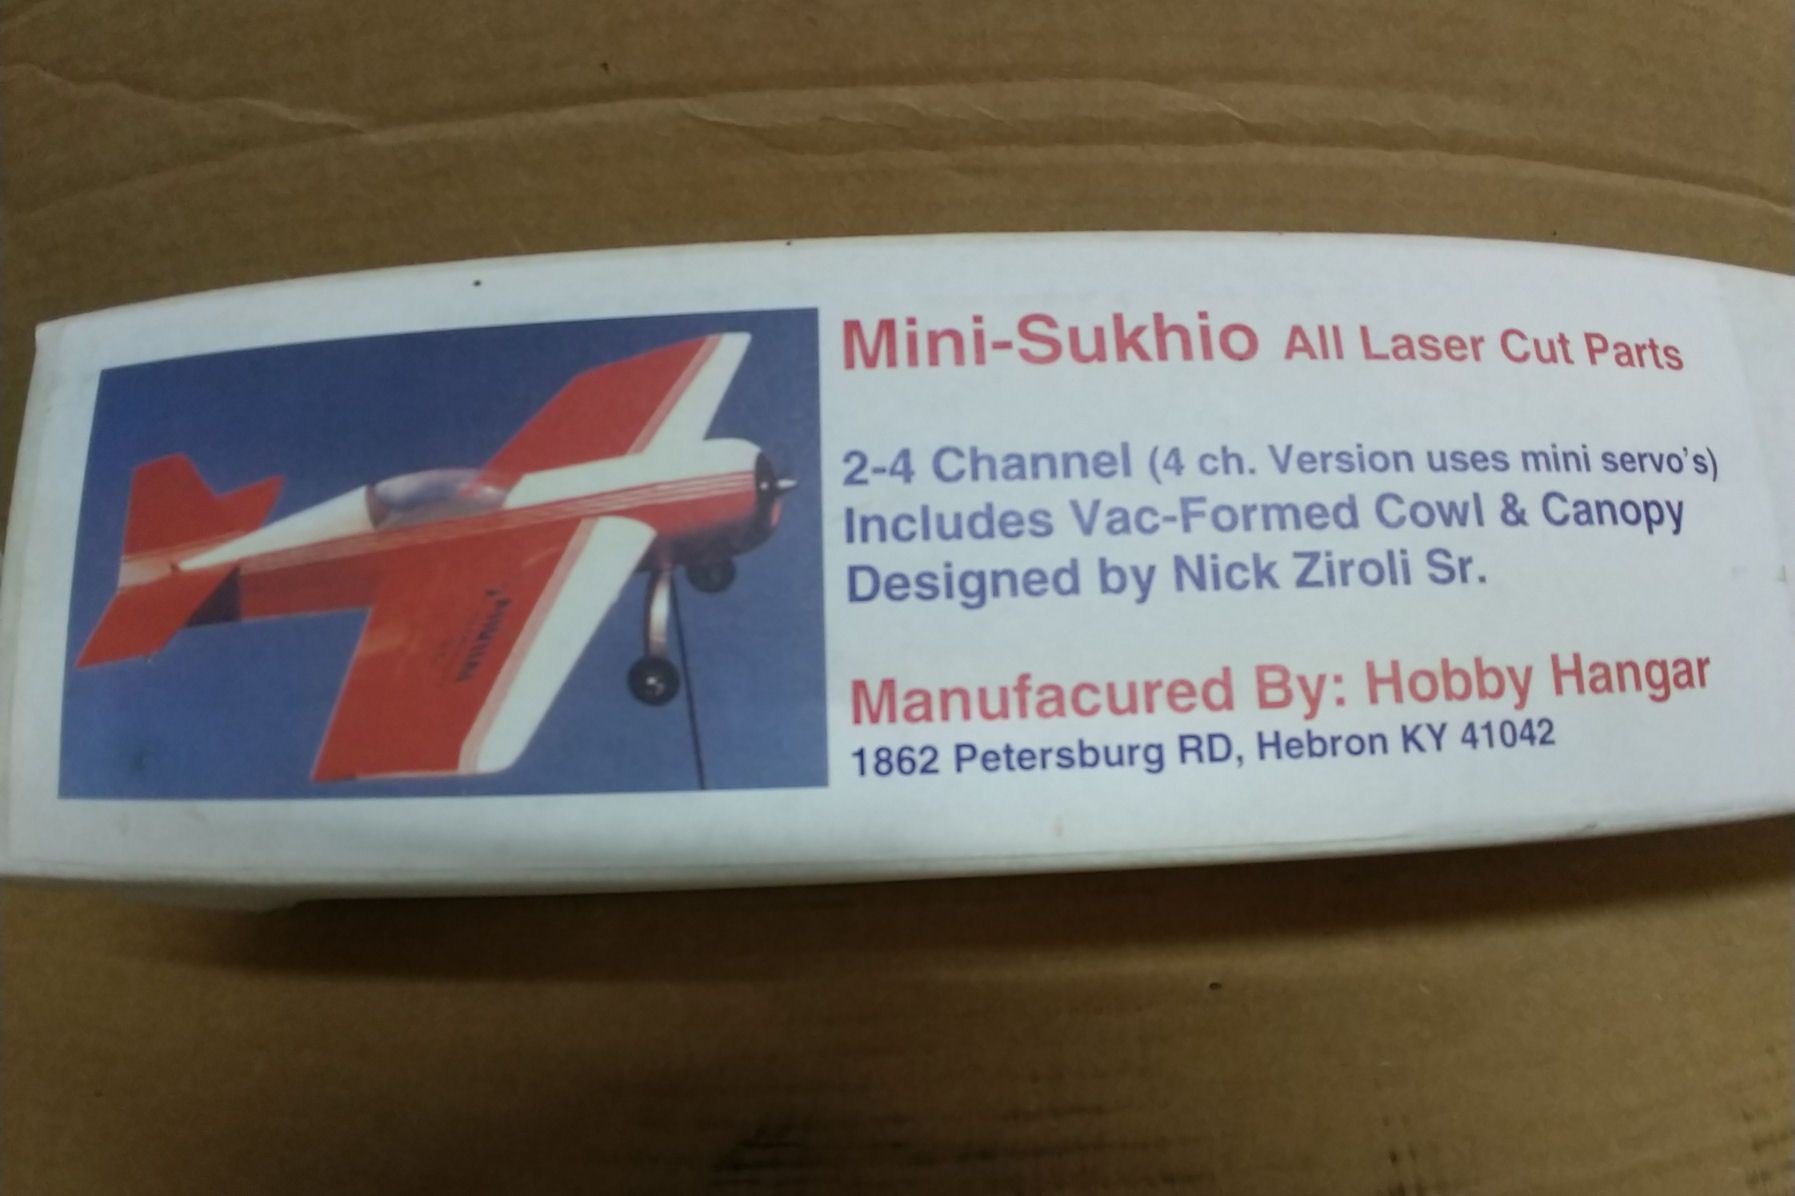 Mini-Sukhio All Laser Cut Parts
2-4 Channel (4 ch. Version uses mini servo's)
Includes Vac-Formed Cowl & Canopy
Designed by Nick Ziroli Sr.
Manufacured By: Hobby Hangar
1862 Petersburg RD, Hebron KY 41042